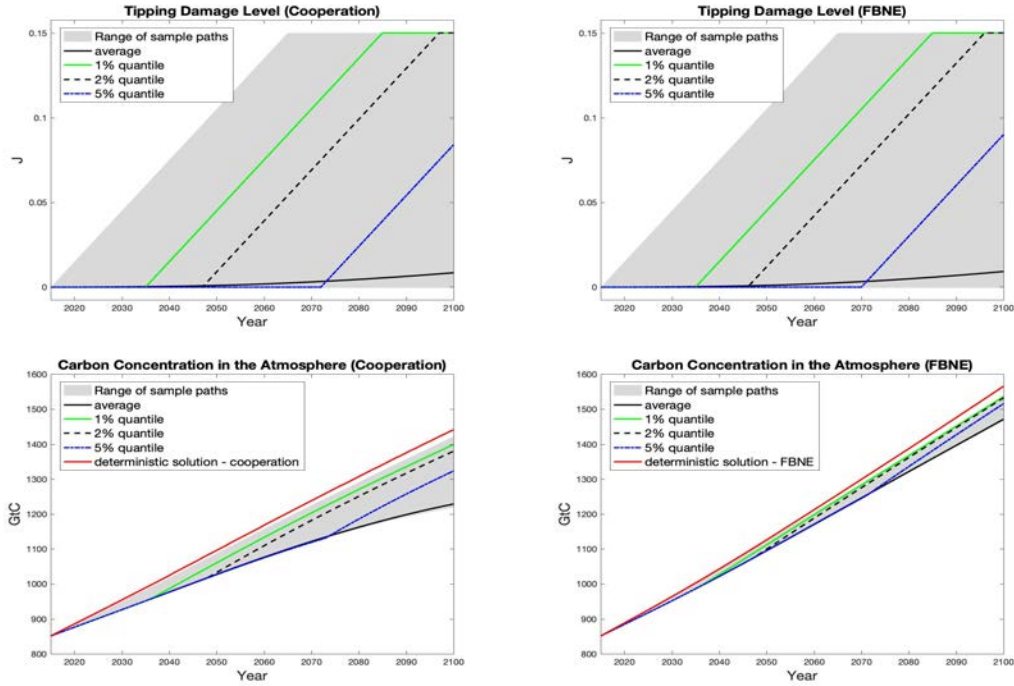 Tipping Damage Level (Cooperation)
0.15
0.1
0.05
0
J
Range of sample paths
average
1% quantile
2% quantile
5% quantile
2020 2030 2040 2050 2060 2070 2080 2090 2100
Year
Tipping Damage Level (FBNE)
0.15
0.1
0.05
0
J
Range of sample paths
average
1% quantile
2% quantile
5% quantile
2020 2030 2040 2050 2060 2070 2080 2090 2100
Year
Carbon Concentration in the Atmosphere (Cooperation)
1600
1500
1400
1300
1200
1100
1000
900
800
GtC
Range of sample paths
average
1% quantile
2% quantile
5% quantile
deterministic solution - cooperation
2020 2030 2040 2050 2060 2070 2080 2090 2100
Year
Carbon Concentration in the Atmosphere (FBNE)
1600
1500
1400
1300
1200
1100
1000
900
800
GtC
Range of sample paths
average
1% quantile
2% quantile
5% quantile
deterministic solution - FBNE
2020 2030 2040 2050 2060 2070 2080 2090 2100
Year